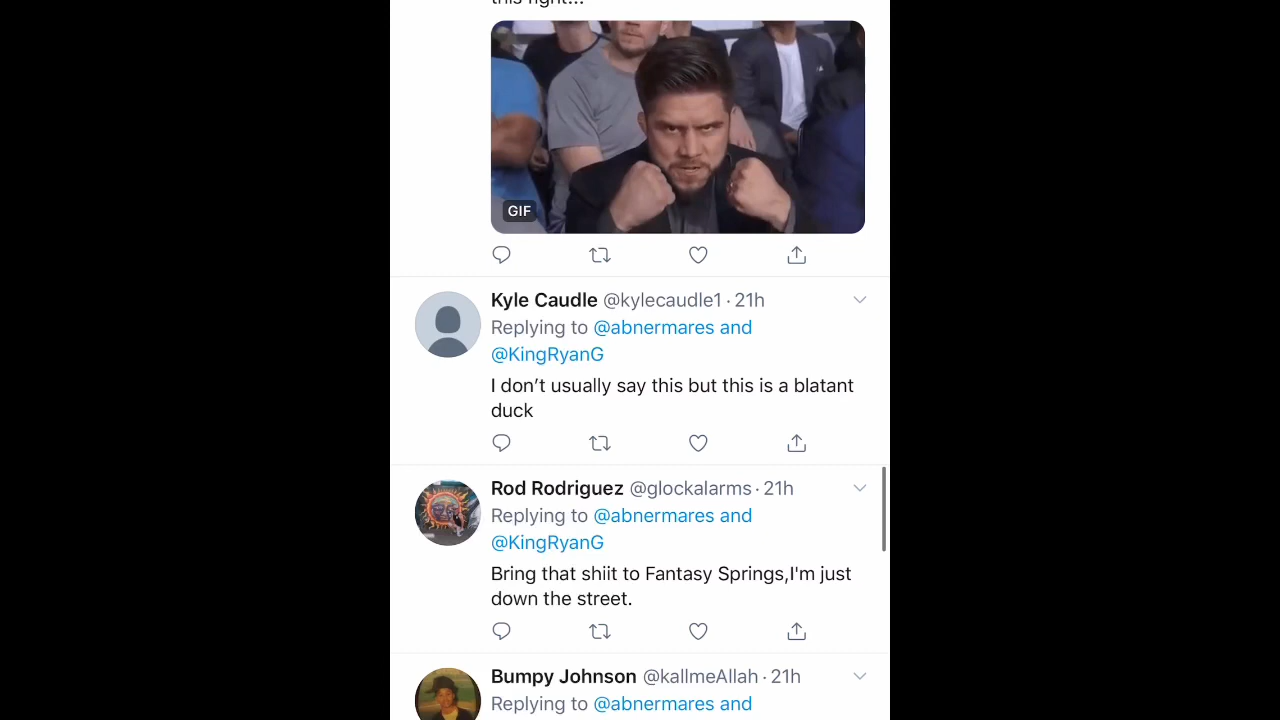 this fight...
GIF
Kyle Caudle @kylecaudle1 · 21h
Replying to @abnermares and
@KingRyanG
I don’t usually say this but this is a blatant
duck
Rod Rodriguez @glockalarms · 21h
Replying to @abnermares and
@KingRyanG
Bring that shiit to Fantasy Springs,I'm just
down the street.
Bumpy Johnson @kallmeAllah · 21h
Replying to @abnermares and